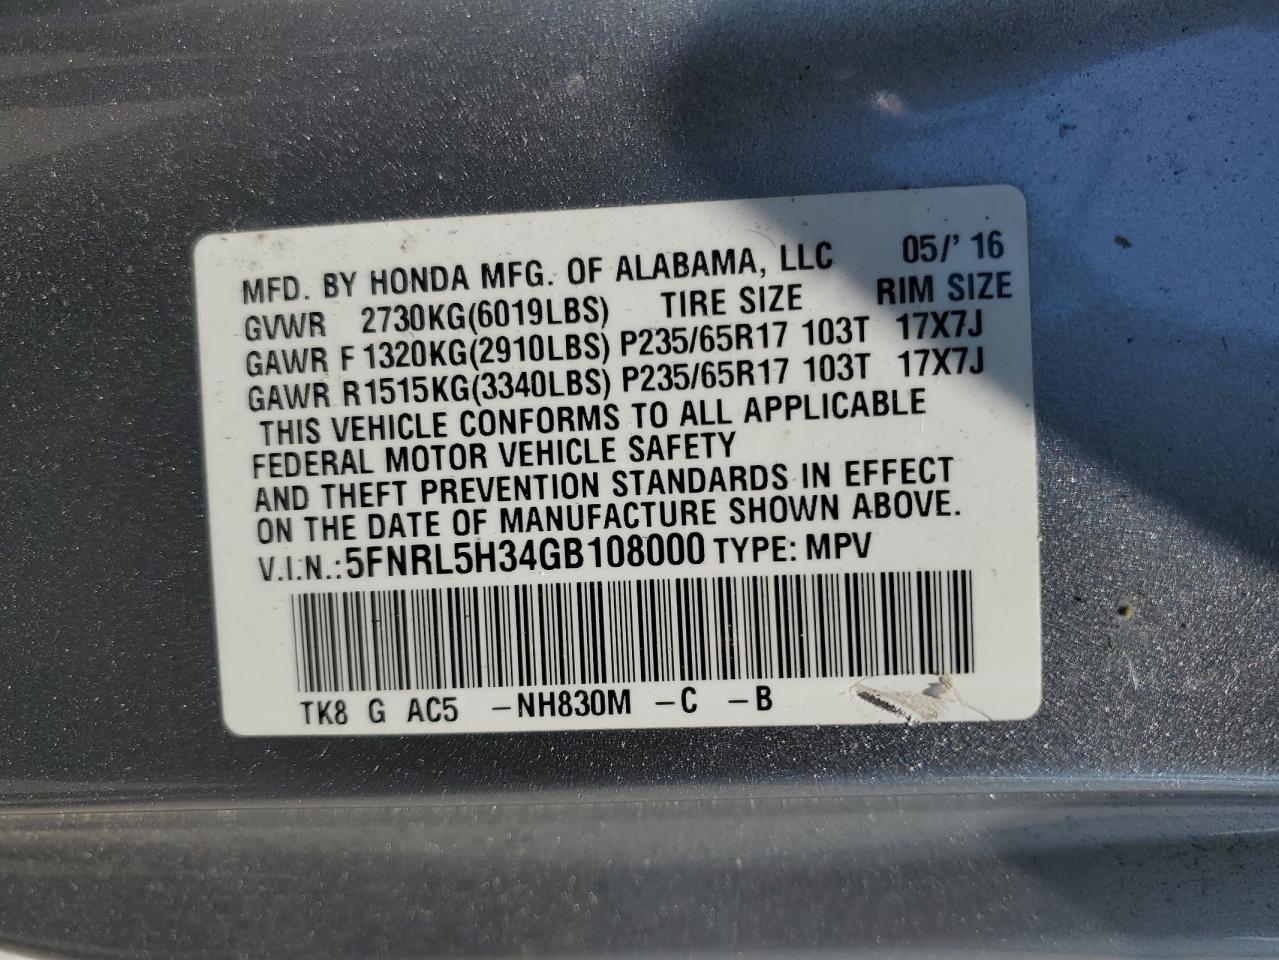 MFD. BY HONDA MFG. OF ALABAMA, LLC 05/' 16
GVWR 2730KG(6019LBS) TIRE SIZE RIM SIZE
GAWR F 1320KG(2910LBS) P235/65R17 103T 17X7J
GAWR R1515KG(3340LBS) P235/65R17 103T 17X7J
THIS VEHICLE CONFORMS TO ALL APPLICABLE
FEDERAL MOTOR VEHICLE SAFETY
AND THEFT PREVENTION STANDARDS IN EFFECT
ON THE DATE OF MANUFACTURE SHOWN ABOVE.
V.I.N.: 5FNRL5H34GB108000 TYPE: MPV
TK8 G AC5 -NH830M -C -B